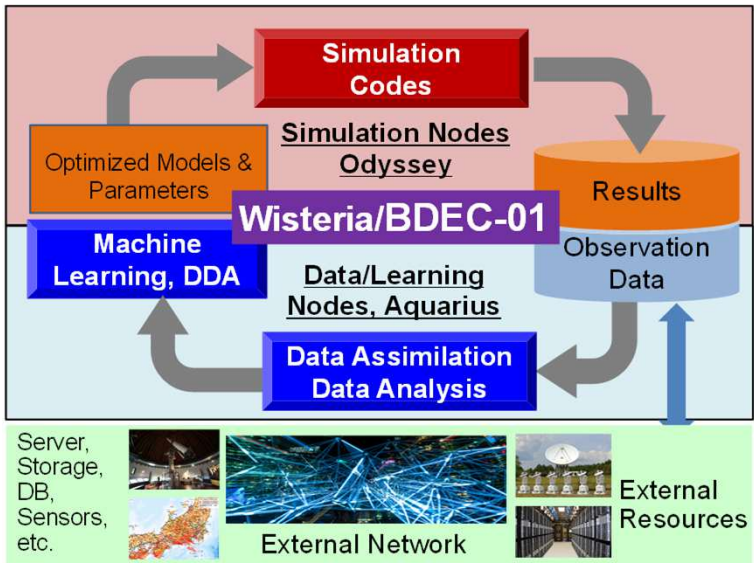 Simulation
Codes
Optimized Models &
Parameters
Simulation Nodes
Odyssey
Results
Wisteria/BDEC-01
Machine
Learning, DDA
Observation
Data
Data/Learning
Nodes, Aquarius
Data Assimilation
Data Analysis
Server,
Storage,
DB,
Sensors,
etc.
External Network
External
Resources